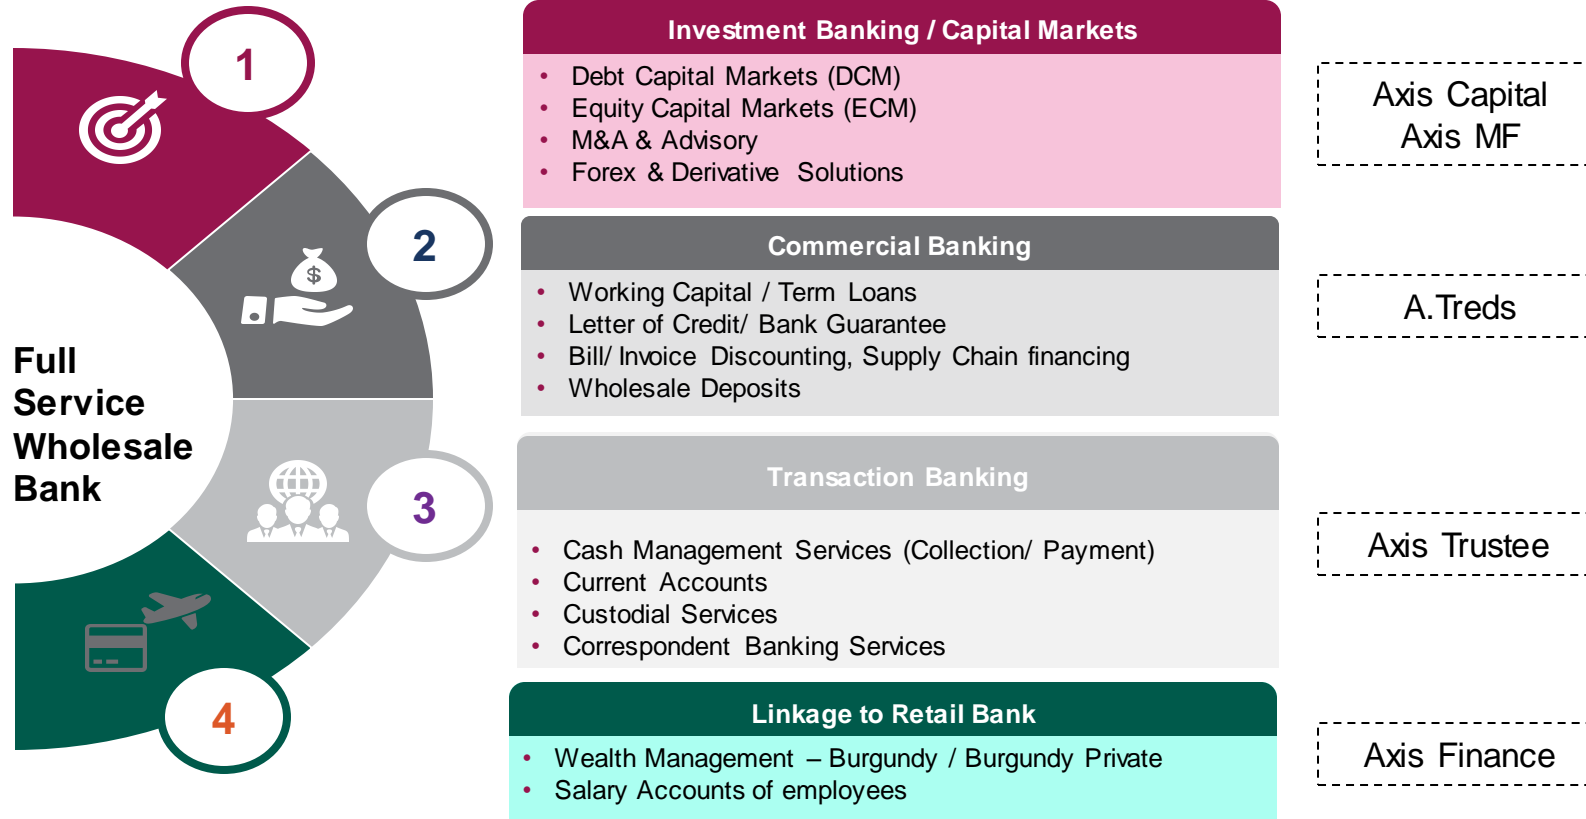 Full
Service
Wholesale
Bank
1
Investment Banking / Capital Markets
• Debt Capital Markets (DCM)
• Equity Capital Markets (ECM)
• M&A & Advisory
• Forex & Derivative Solutions
Axis Capital
Axis MF
2
$
Commercial Banking
• Working Capital / Term Loans
• Letter of Credit/ Bank Guarantee
• Bill/ Invoice Discounting, Supply Chain financing
• Wholesale Deposits
A.Treds
3
Transaction Banking
• Cash Management Services (Collection/ Payment)
• Current Accounts
• Custodial Services
• Correspondent Banking Services
Axis Trustee
4
Linkage to Retail Bank
• Wealth Management – Burgundy / Burgundy Private
• Salary Accounts of employees
Axis Finance